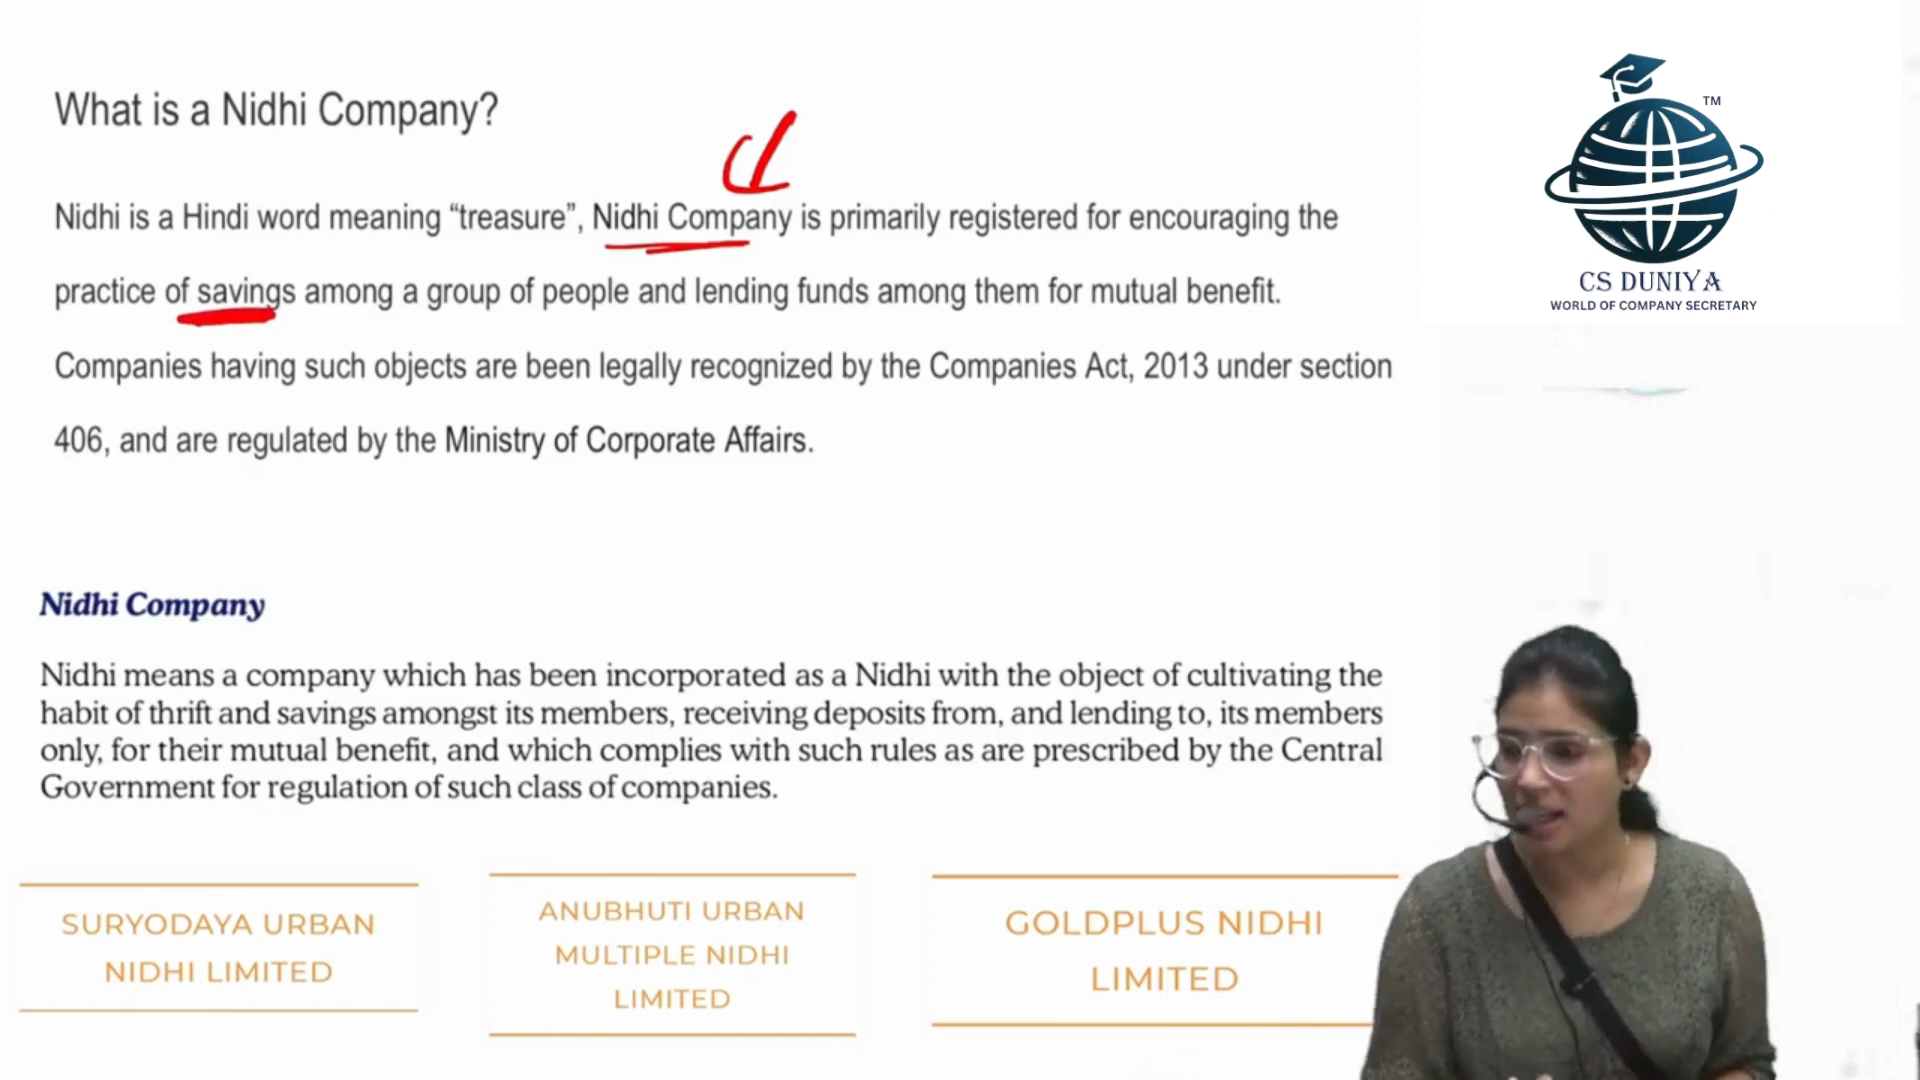 What is a Nidhi Company?
Nidhi is a Hindi word meaning “treasure”, Nidhi Company is primarily registered for encouraging the
practice of savings among a group of people and lending funds among them for mutual benefit.
Companies having such objects are been legally recognized by the Companies Act, 2013 under section
406, and are regulated by the Ministry of Corporate Affairs.
TM
CS DUNIYA
WORLD OF COMPANY SECRETARY
Nidhi Company
Nidhi means a company which has been incorporated as a Nidhi with the object of cultivating the
habit of thrift and savings amongst its members, receiving deposits from, and lending to, its members
only, for their mutual benefit, and which complies with such rules as are prescribed by the Central
Government for regulation of such class of companies.
SURYODAYA URBAN
NIDHI LIMITED
ANUBHUTI URBAN
MULTIPLE NIDHI
LIMITED
GOLDPLUS NIDHI
LIMITED